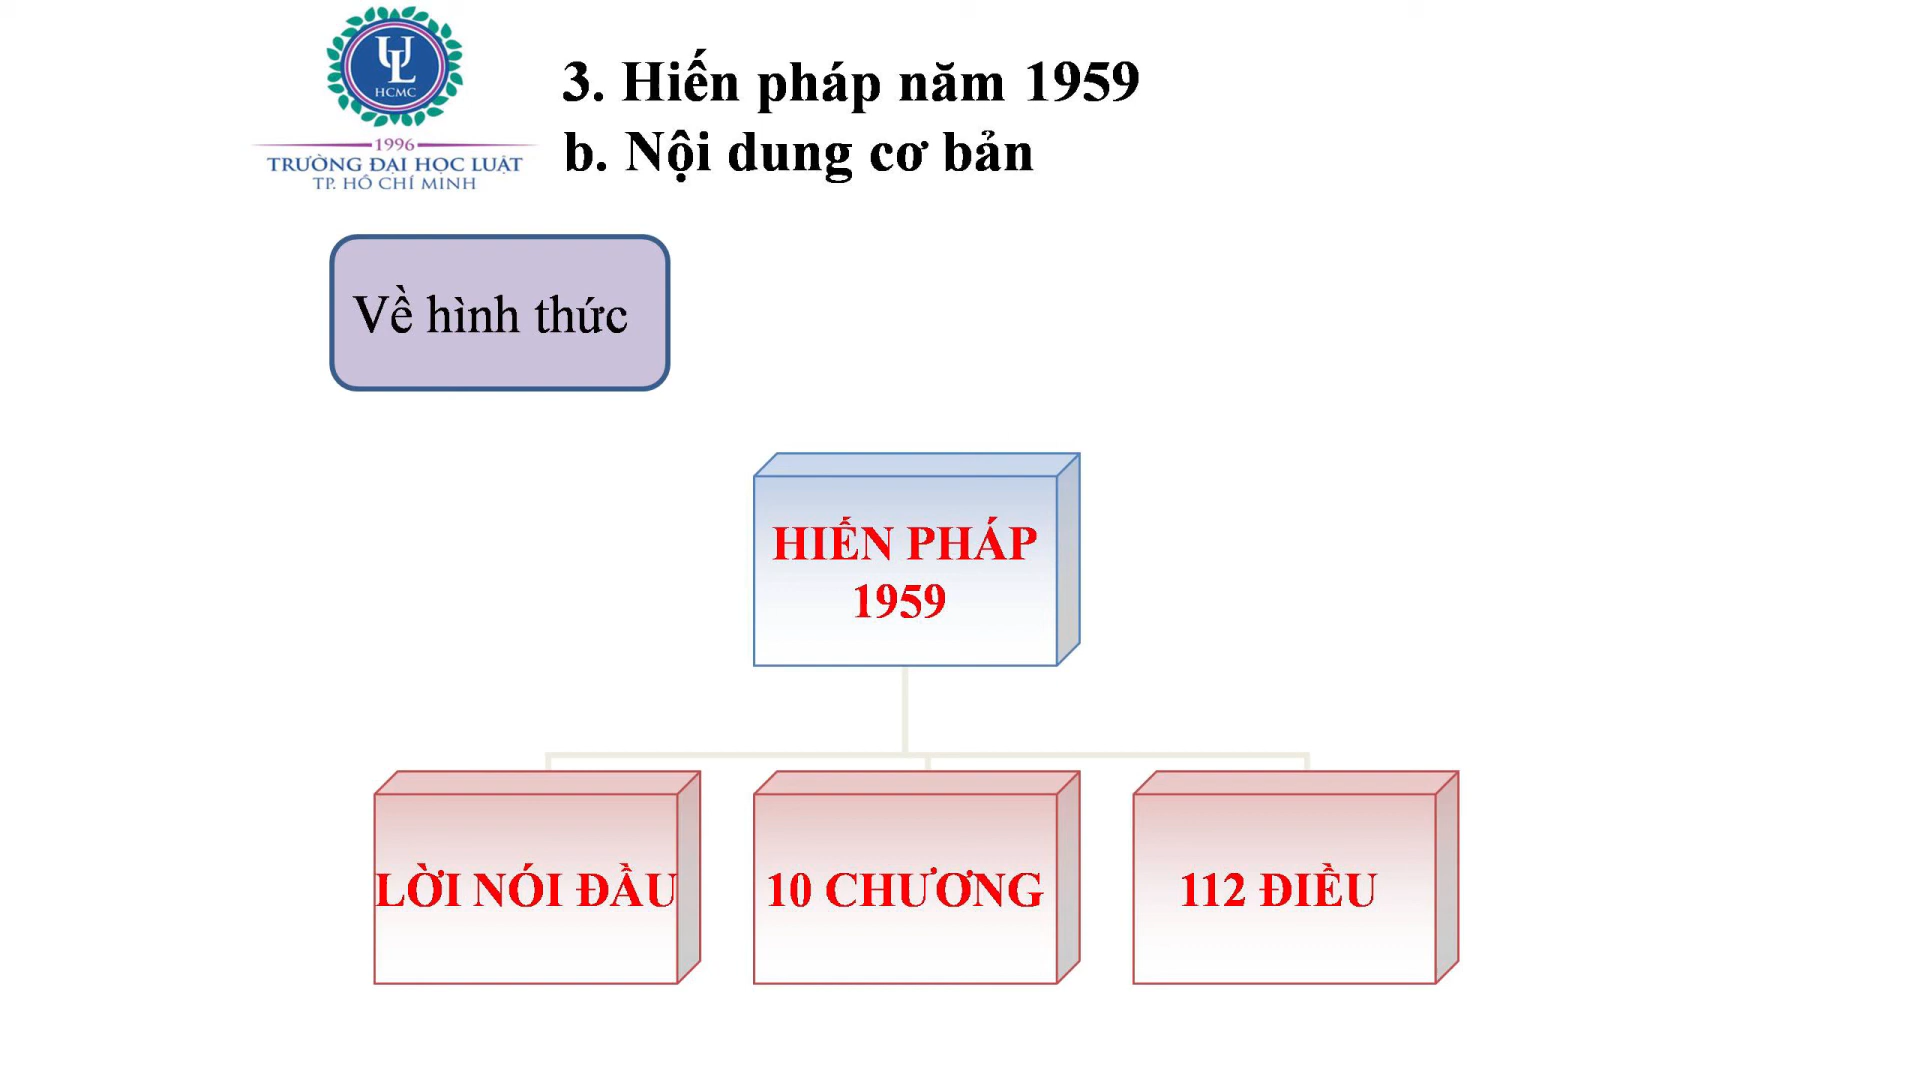 UL
HCMC
1996
TRƯỜNG ĐẠI HỌC LUẬT
TP. HỒ CHÍ MINH
3. Hiến pháp năm 1959
b. Nội dung cơ bản
Về hình thức
HIẾN PHÁP
1959
LỜI NÓI ĐẦU
10 CHƯƠNG
112 ĐIỀU